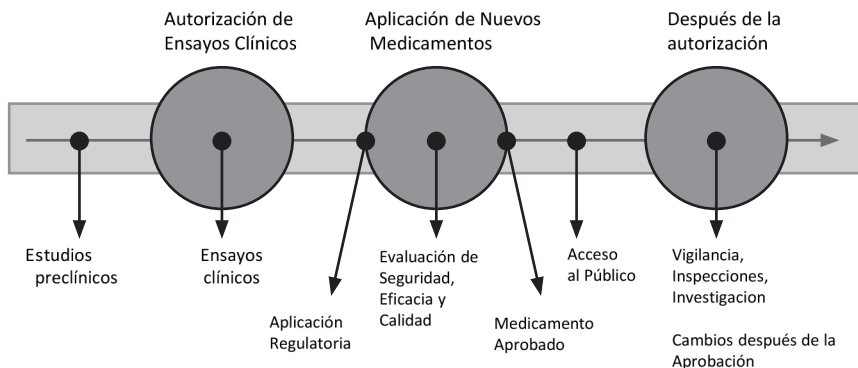 Autorización de
Ensayos Clínicos
Aplicación de Nuevos
Medicamentos
Después de la
autorización
Estudios
preclínicos
Ensayos
clínicos
Aplicación
Regulatoria
Evaluación de
Seguridad,
Eficacia y
Calidad
Medicamento
Aprobado
Acceso
al Público
Vigilancia,
Inspecciones,
Investigacion
Cambios después de la
Aprobación